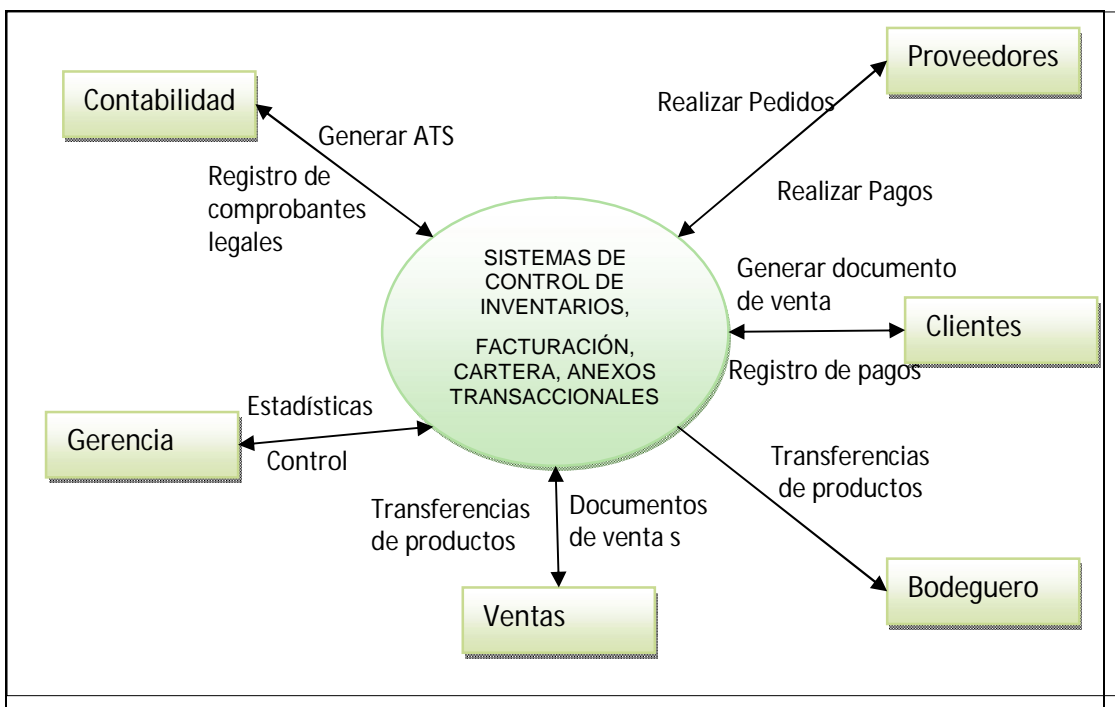 Proveedores
Contabilidad
Realizar Pedidos
Generar ATS
Registro de
comprobantes
legales
Realizar Pagos
SISTEMAS DE
CONTROL DE
INVENTARIOS,
FACTURACIÓN,
CARTERA, ANEXOS
TRANSACCIONALES
Generar documento
de venta
Clientes
Registro de pagos
Estadísticas
Gerencia
Control
Transferencias
de productos
Transferencias
de productos
Documentos
de venta s
Bodeguero
Ventas